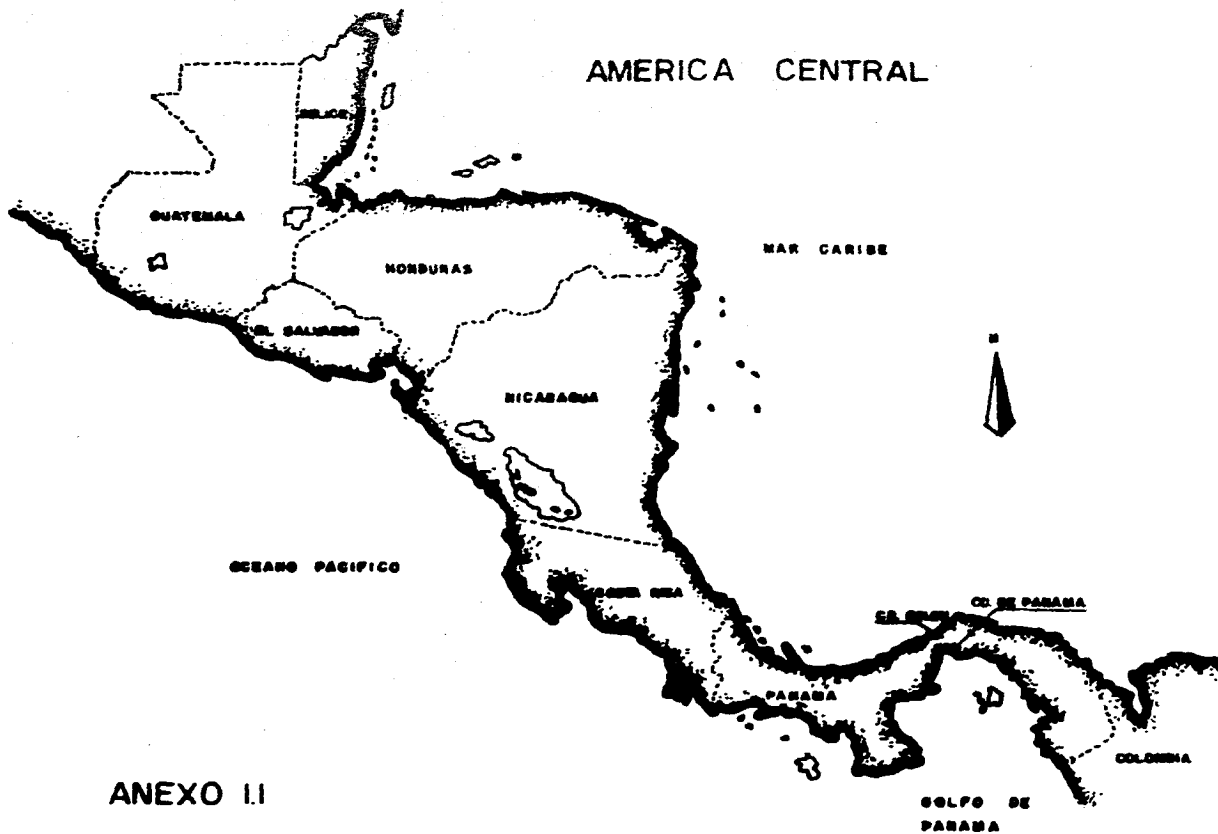 AMERICA CENTRAL
BELICE
GUATEMALA
HONDURAS
MAR CARIBE
EL SALVADOR
N
NICARAGUA
OCEANO PACIFICO
COSTA RICA
CD. COLON
CD. DE PANAMA
PANAMA
COLOMBIA
ANEXO 1.1
GOLFO DE
PANAMA